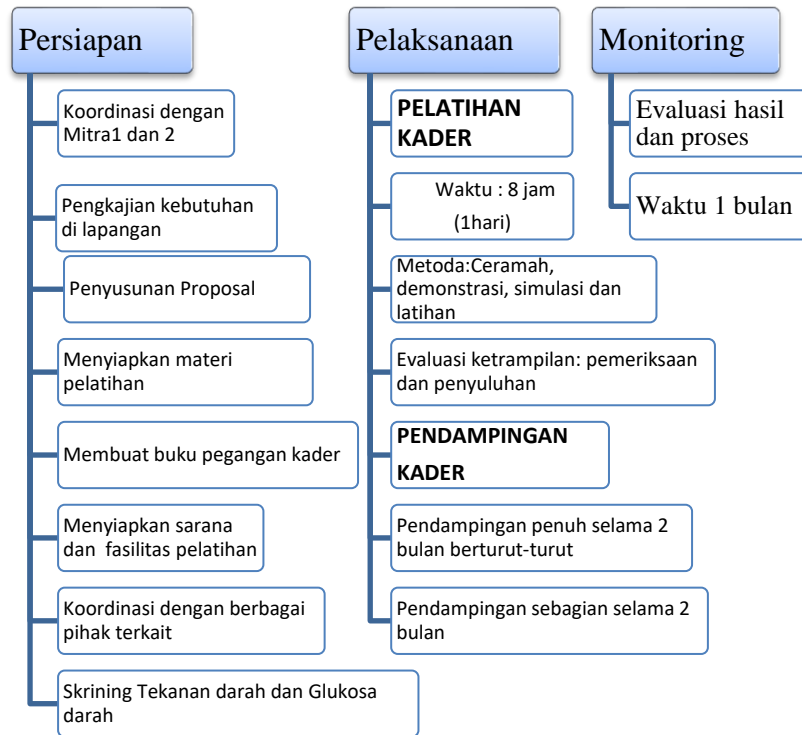 Persiapan
Koordinasi dengan
Mitra1 dan 2
Pengkajian kebutuhan
di lapangan
Penyusunan Proposal
Menyiapkan materi
pelatihan
Membuat buku pegangan kader
Menyiapkan sarana
dan fasilitas pelatihan
Koordinasi dengan berbagai
pihak terkait
Skrining Tekanan darah dan Glukosa
darah
Pelaksanaan
PELATIHAN
KADER
Waktu : 8 jam
(1hari)
Metoda:Ceramah,
demonstrasi, simulasi dan
latihan
Evaluasi ketrampilan: pemeriksaan
dan penyuluhan
PENDAMPINGAN
KADER
Pendampingan penuh selama 2
bulan berturut-turut
Pendampingan sebagian selama 2
bulan
Monitoring
Evaluasi hasil
dan proses
Waktu 1 bulan